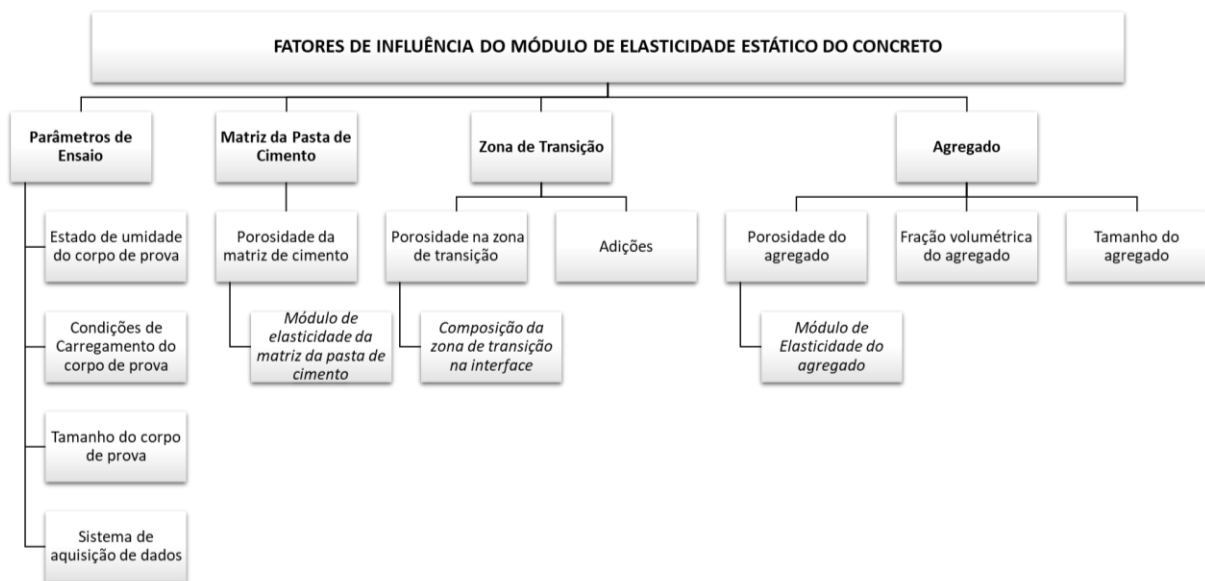 FATORES DE INFLUÊNCIA DO MÓDULO DE ELASTICIDADE ESTÁTICO DO CONCRETO
Parâmetros de
Ensaio
Estado de umidade
do corpo de prova
Condições de
Carregamento do
corpo de prova
Tamanho do corpo
de prova
Sistema de
aquisição de dados
Matriz da Pasta de
Cimento
Porosidade da
matriz de cimento
Módulo de
elasticidade da
matriz da pasta de
cimento
Zona de Transição
Porosidade na zona
de transição
Composição da
zona de transição
na interface
Adições
Agregado
Porosidade do
agregado
Módulo de
Elasticidade do
agregado
Fração volumétrica
do agregado
Tamanho do
agregado